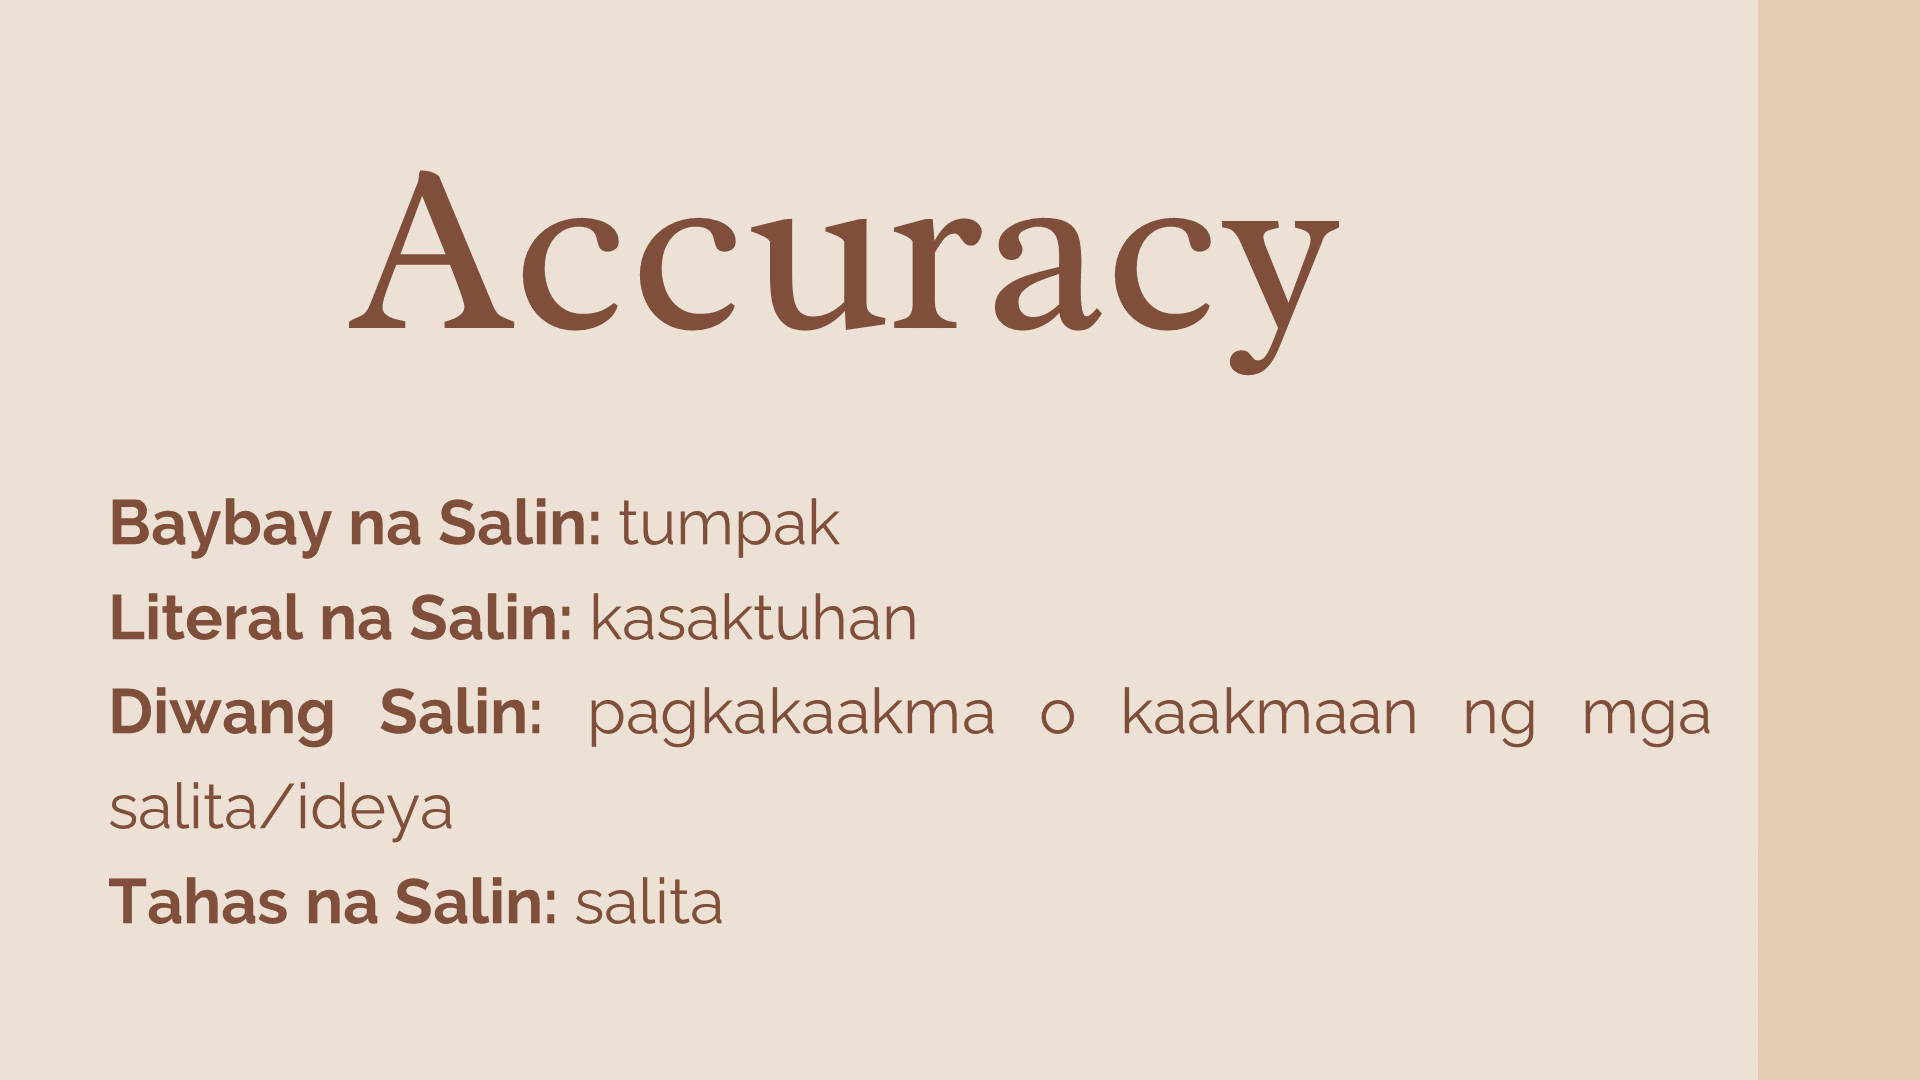 Accuracy
Baybay na Salin: tumpak
Literal na Salin: kasaktuhan
Diwang Salin: pagkakaakma o kaakmaan ng mga
salita/ideya
Tahas na Salin: salita